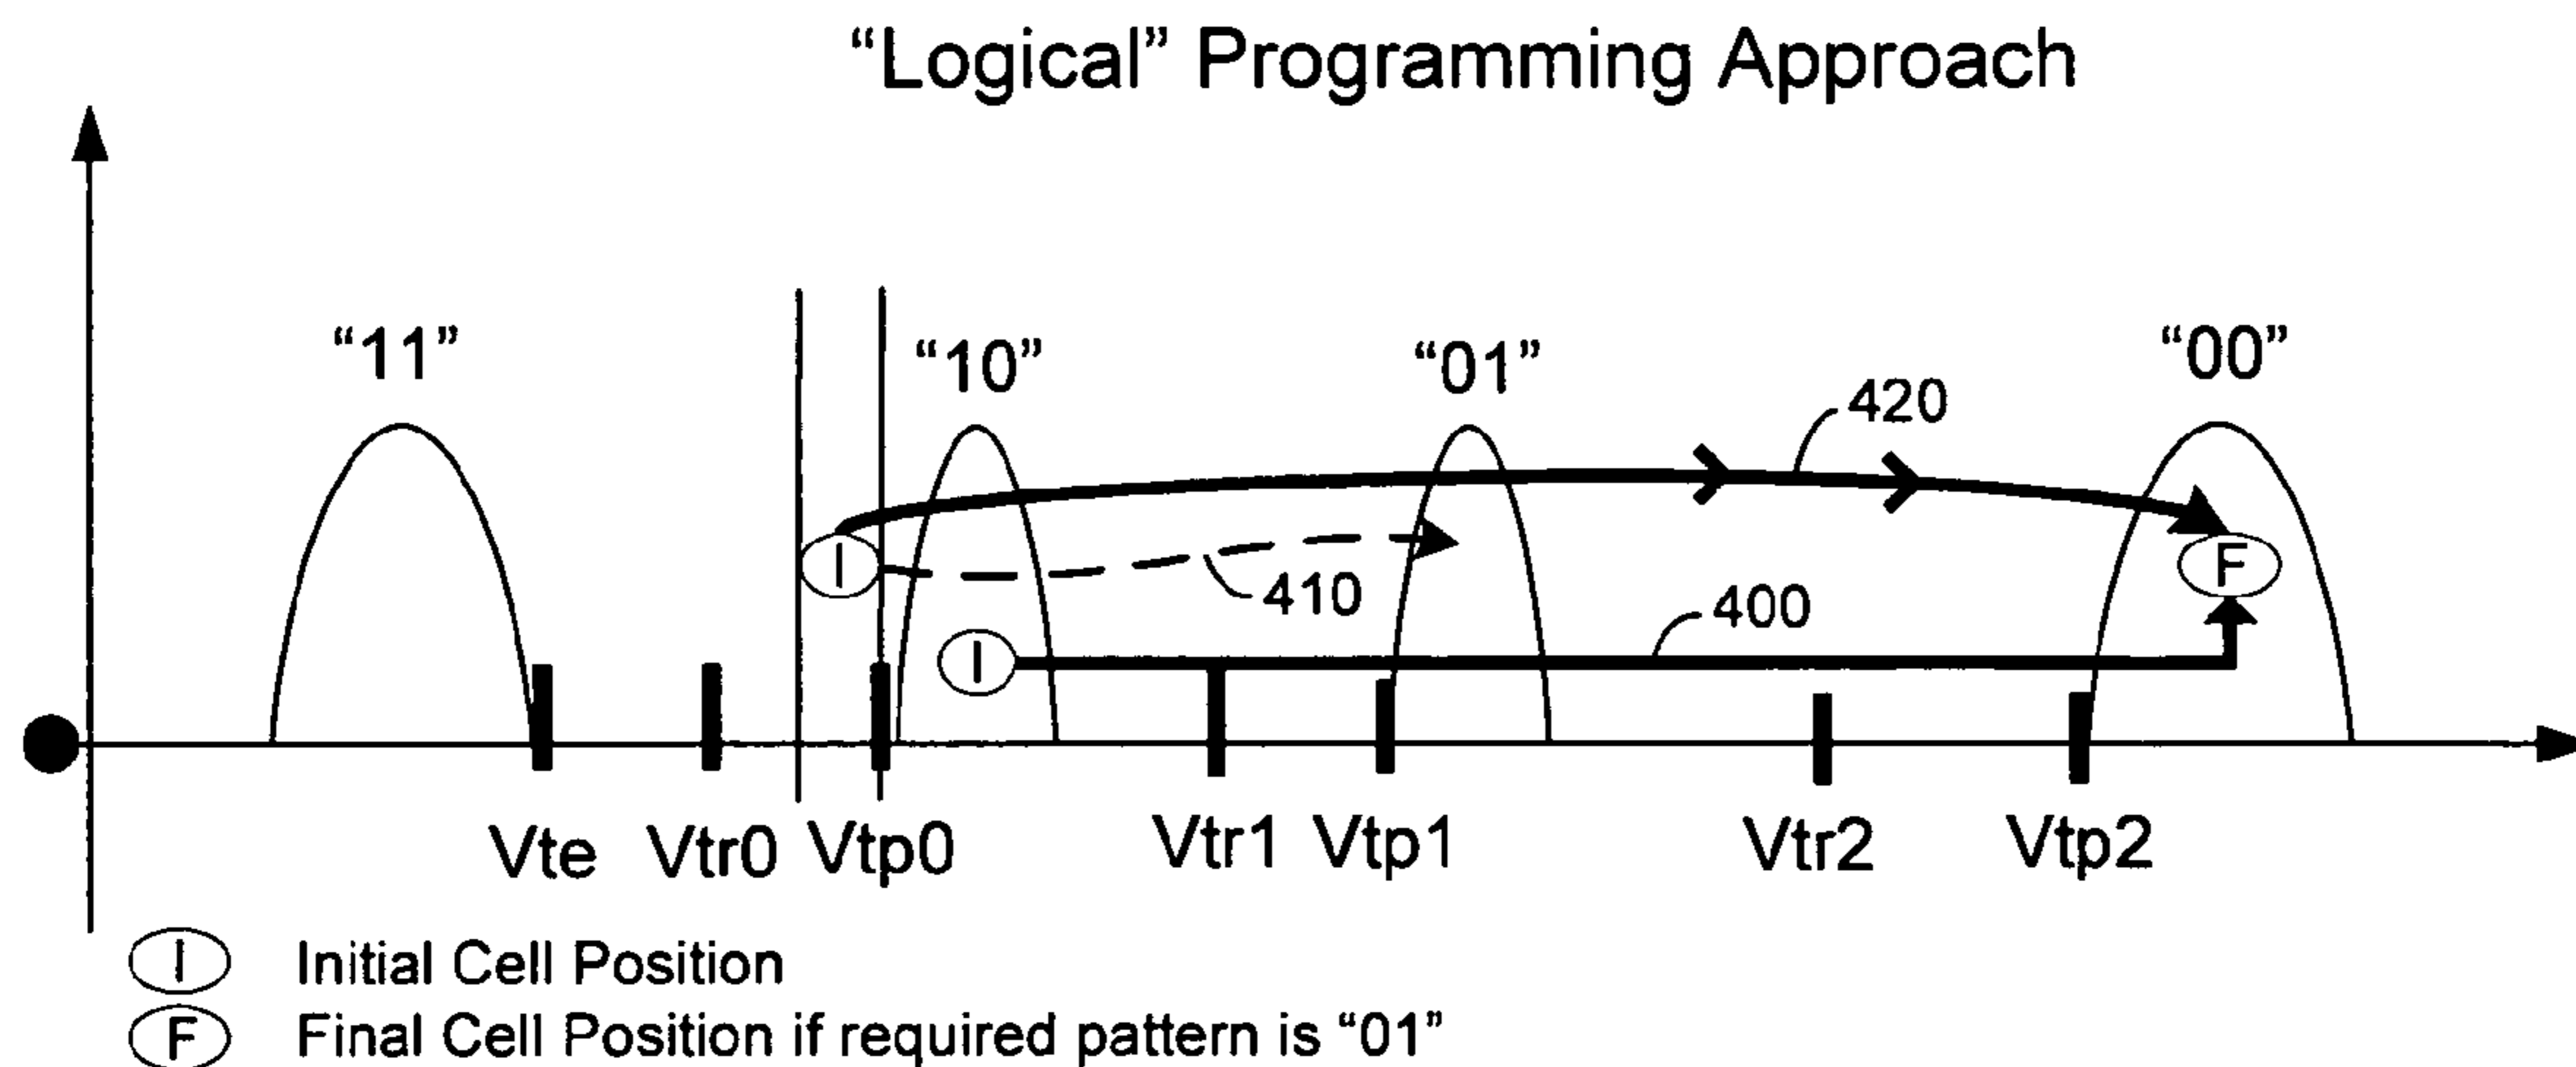 “Logical” Programming Approach
“11”
“10”
“01”
“00”
420
I
F
410
400
I
Vte
Vtr0
Vtp0
Vtr1
Vtp1
Vtr2
Vtp2
I Initial Cell Position
F Final Cell Position if required pattern is “01”